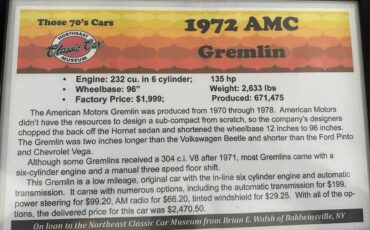 Those 70's Cars
1972 AMC
Gremlin
NORTHEAST
Classic Car
MUSEUM
• Engine: 232 cu. in 6 cylinder; 135 hp
• Wheelbase: 96" Weight: 2,633 lbs
• Factory Price: $1,999; Produced: 671,475
The American Motors Gremlin was produced from 1970 through 1978. American Motors
didn't have the resources to design a sub-compact from scratch, so the company's designers
chopped the back off the Hornet sedan and shortened the wheelbase 12 inches to 96 inches.
The Gremlin was two inches longer than the Volkswagen Beetle and shorter than the Ford Pinto
and Chevrolet Vega.
Although some Gremlins received a 304 c.i. V8 after 1971, most Gremlins came with a
six-cylinder engine and a manual three speed floor shift.
This Gremlin is a low mileage, original car with the in-line six cylinder engine and automatic
transmission. It came with numerous options, including the automatic transmission for $199,
power steering for $99.20, AM radio for $66.20, tinted windshield for $29.25. With all of the op-
tions, the delivered price for this car was $2,470.50.
On loan to the Northeast Classic Car Museum from Brian E. Walsh of Baldwinsville, NY